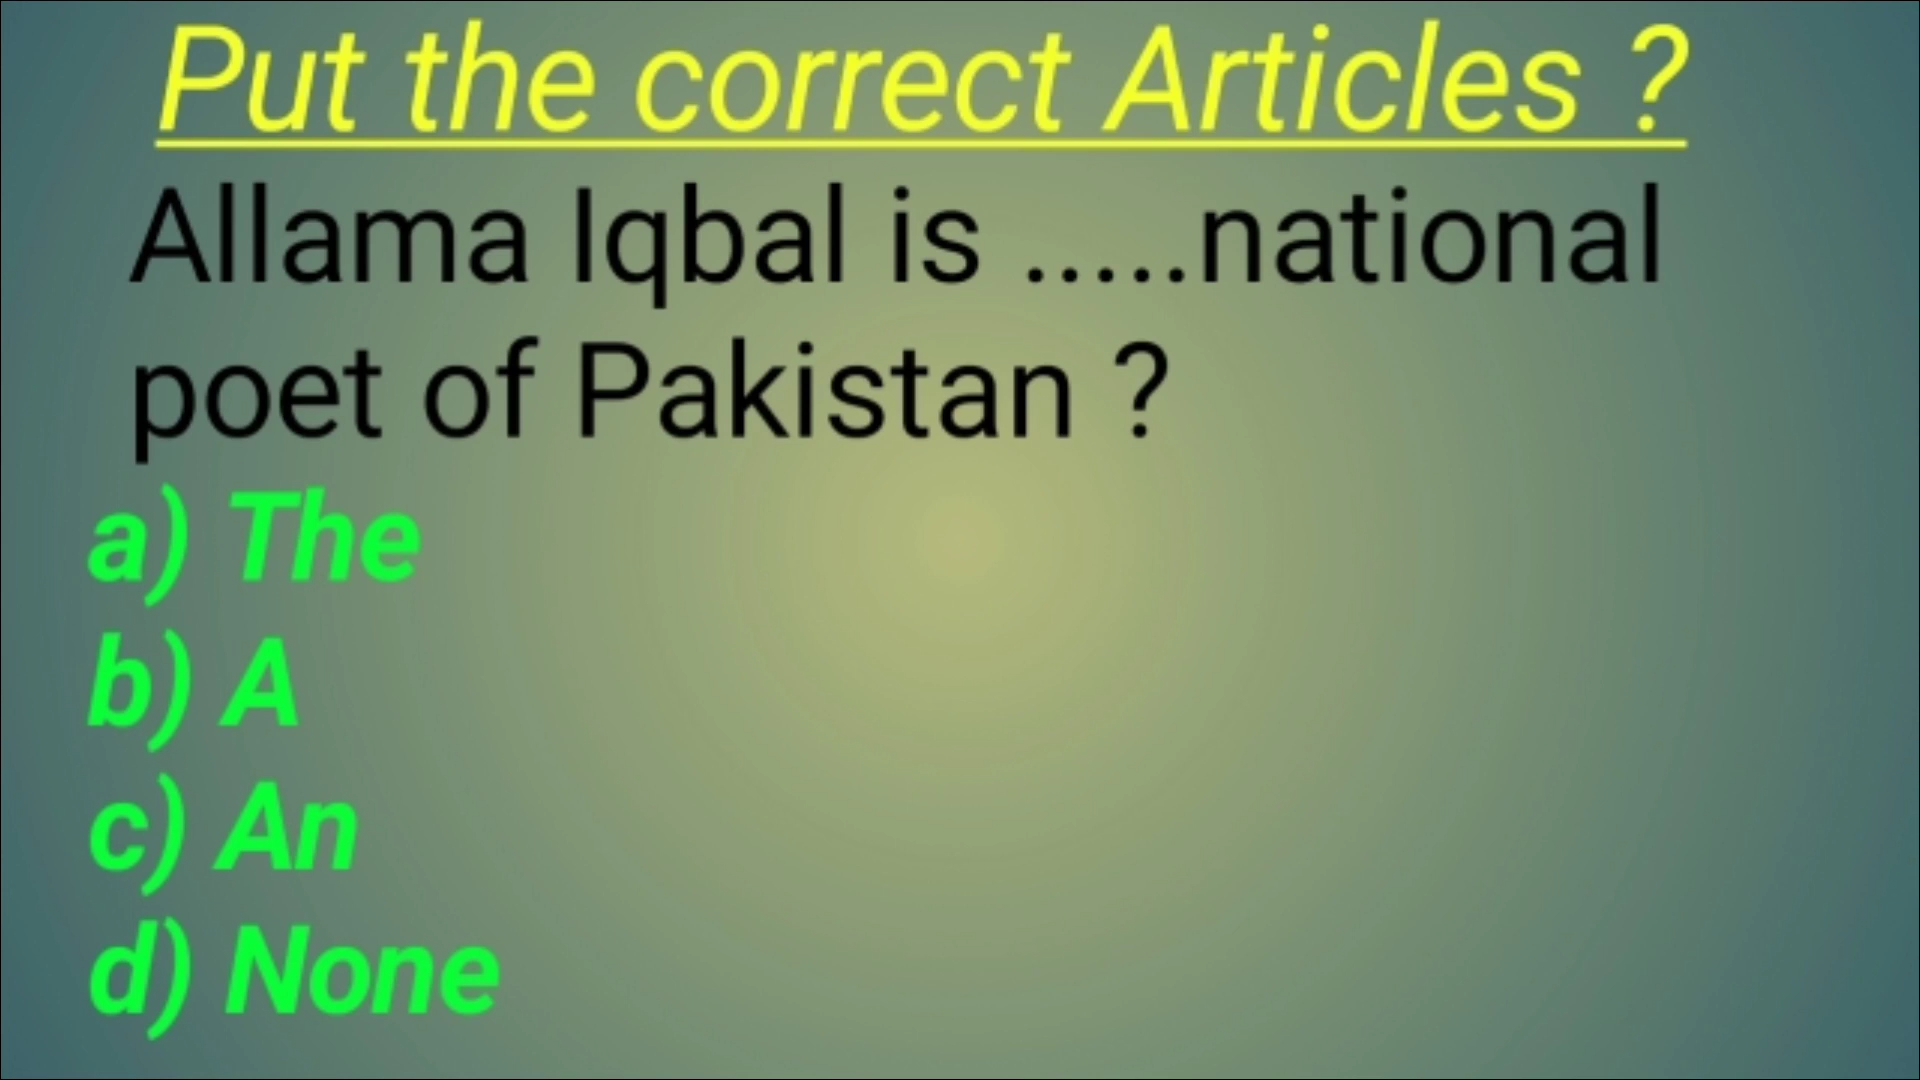 Put the correct Articles ?
Allama Iqbal is .....national
poet of Pakistan ?
a) The
b) A
c) An
d) None